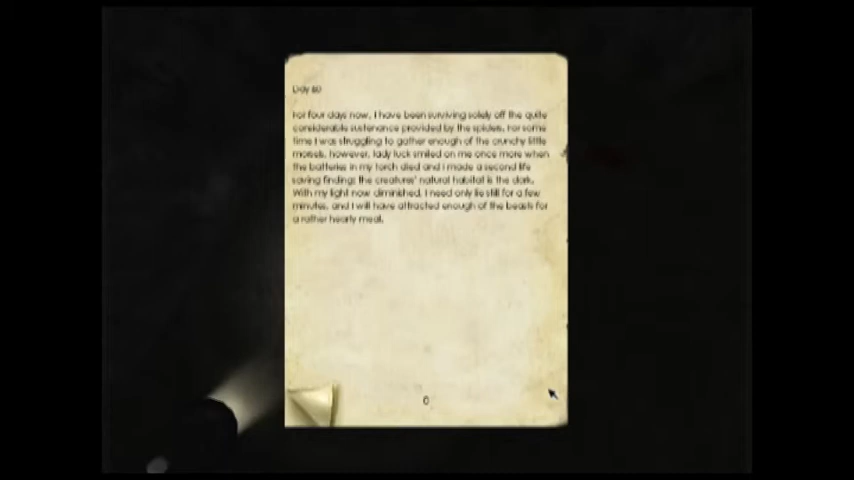 Day 60
For four days now, I have been surviving solely off the quite
considerable sustenance provided by the spiders. For some
time I was struggling to gather enough of the crunchy little
morsels, however, lady luck smiled on me once more when
the batteries in my torch died and I made a second life
saving finding: the creatures' natural habitat is the dark.
With my light now diminished, I need only lie still for a few
minutes, and I will have attracted enough of the beasts for
a rather hearty meal.
0